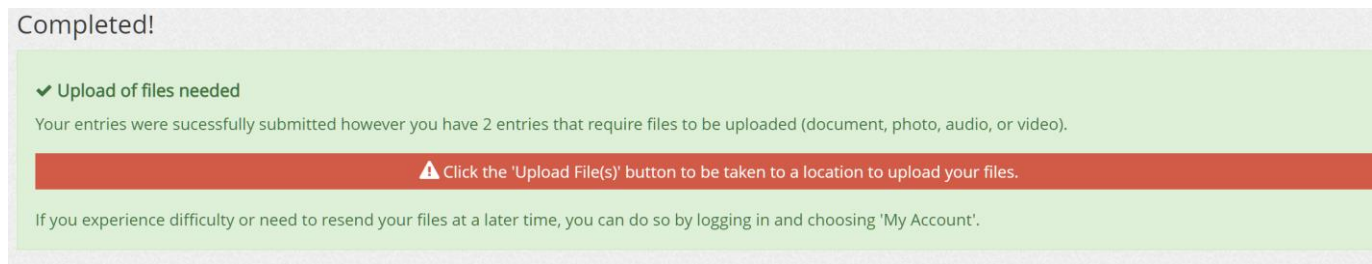 Completed!
Upload of files needed
Your entries were sucessfully submitted however you have 2 entries that require files to be uploaded (document, photo, audio, or video).
Click the 'Upload File(s)' button to be taken to a location to upload your files.
If you experience difficulty or need to resend your files at a later time, you can do so by logging in and choosing 'My Account'.